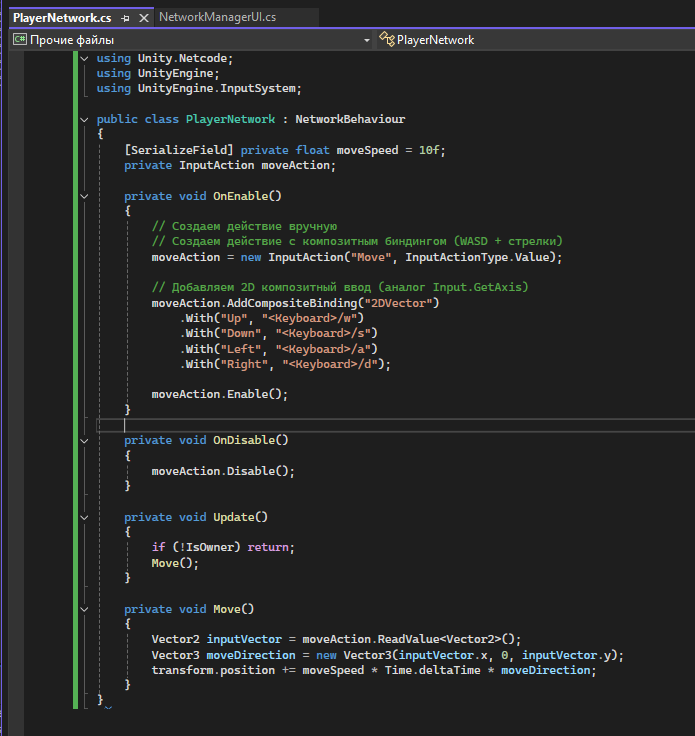 PlayerNetwork.cs
NetworkManagerUI.cs
C# Прочие файлы
PlayerNetwork
using Unity.Netcode;
using UnityEngine;
using UnityEngine.InputSystem;
public class PlayerNetwork : NetworkBehaviour
{
[SerializeField] private float moveSpeed = 10f;
private InputAction moveAction;
private void OnEnable()
{
// Создаем действие вручную
// Создаем действие с композитным биндингом (WASD + стрелки)
moveAction = new InputAction("Move", InputActionType.Value);
// Добавляем 2D композитный ввод (аналог Input.GetAxis)
moveAction.AddCompositeBinding("2DVector")
.With("Up", "<Keyboard>/w")
.With("Down", "<Keyboard>/s")
.With("Left", "<Keyboard>/a")
.With("Right", "<Keyboard>/d");
moveAction.Enable();
}
private void OnDisable()
{
moveAction.Disable();
}
private void Update()
{
if (!IsOwner) return;
Move();
}
private void Move()
{
Vector2 inputVector = moveAction.ReadValue<Vector2>();
Vector3 moveDirection = new Vector3(inputVector.x, 0, inputVector.y);
transform.position += moveSpeed * Time.deltaTime * moveDirection;
}
}